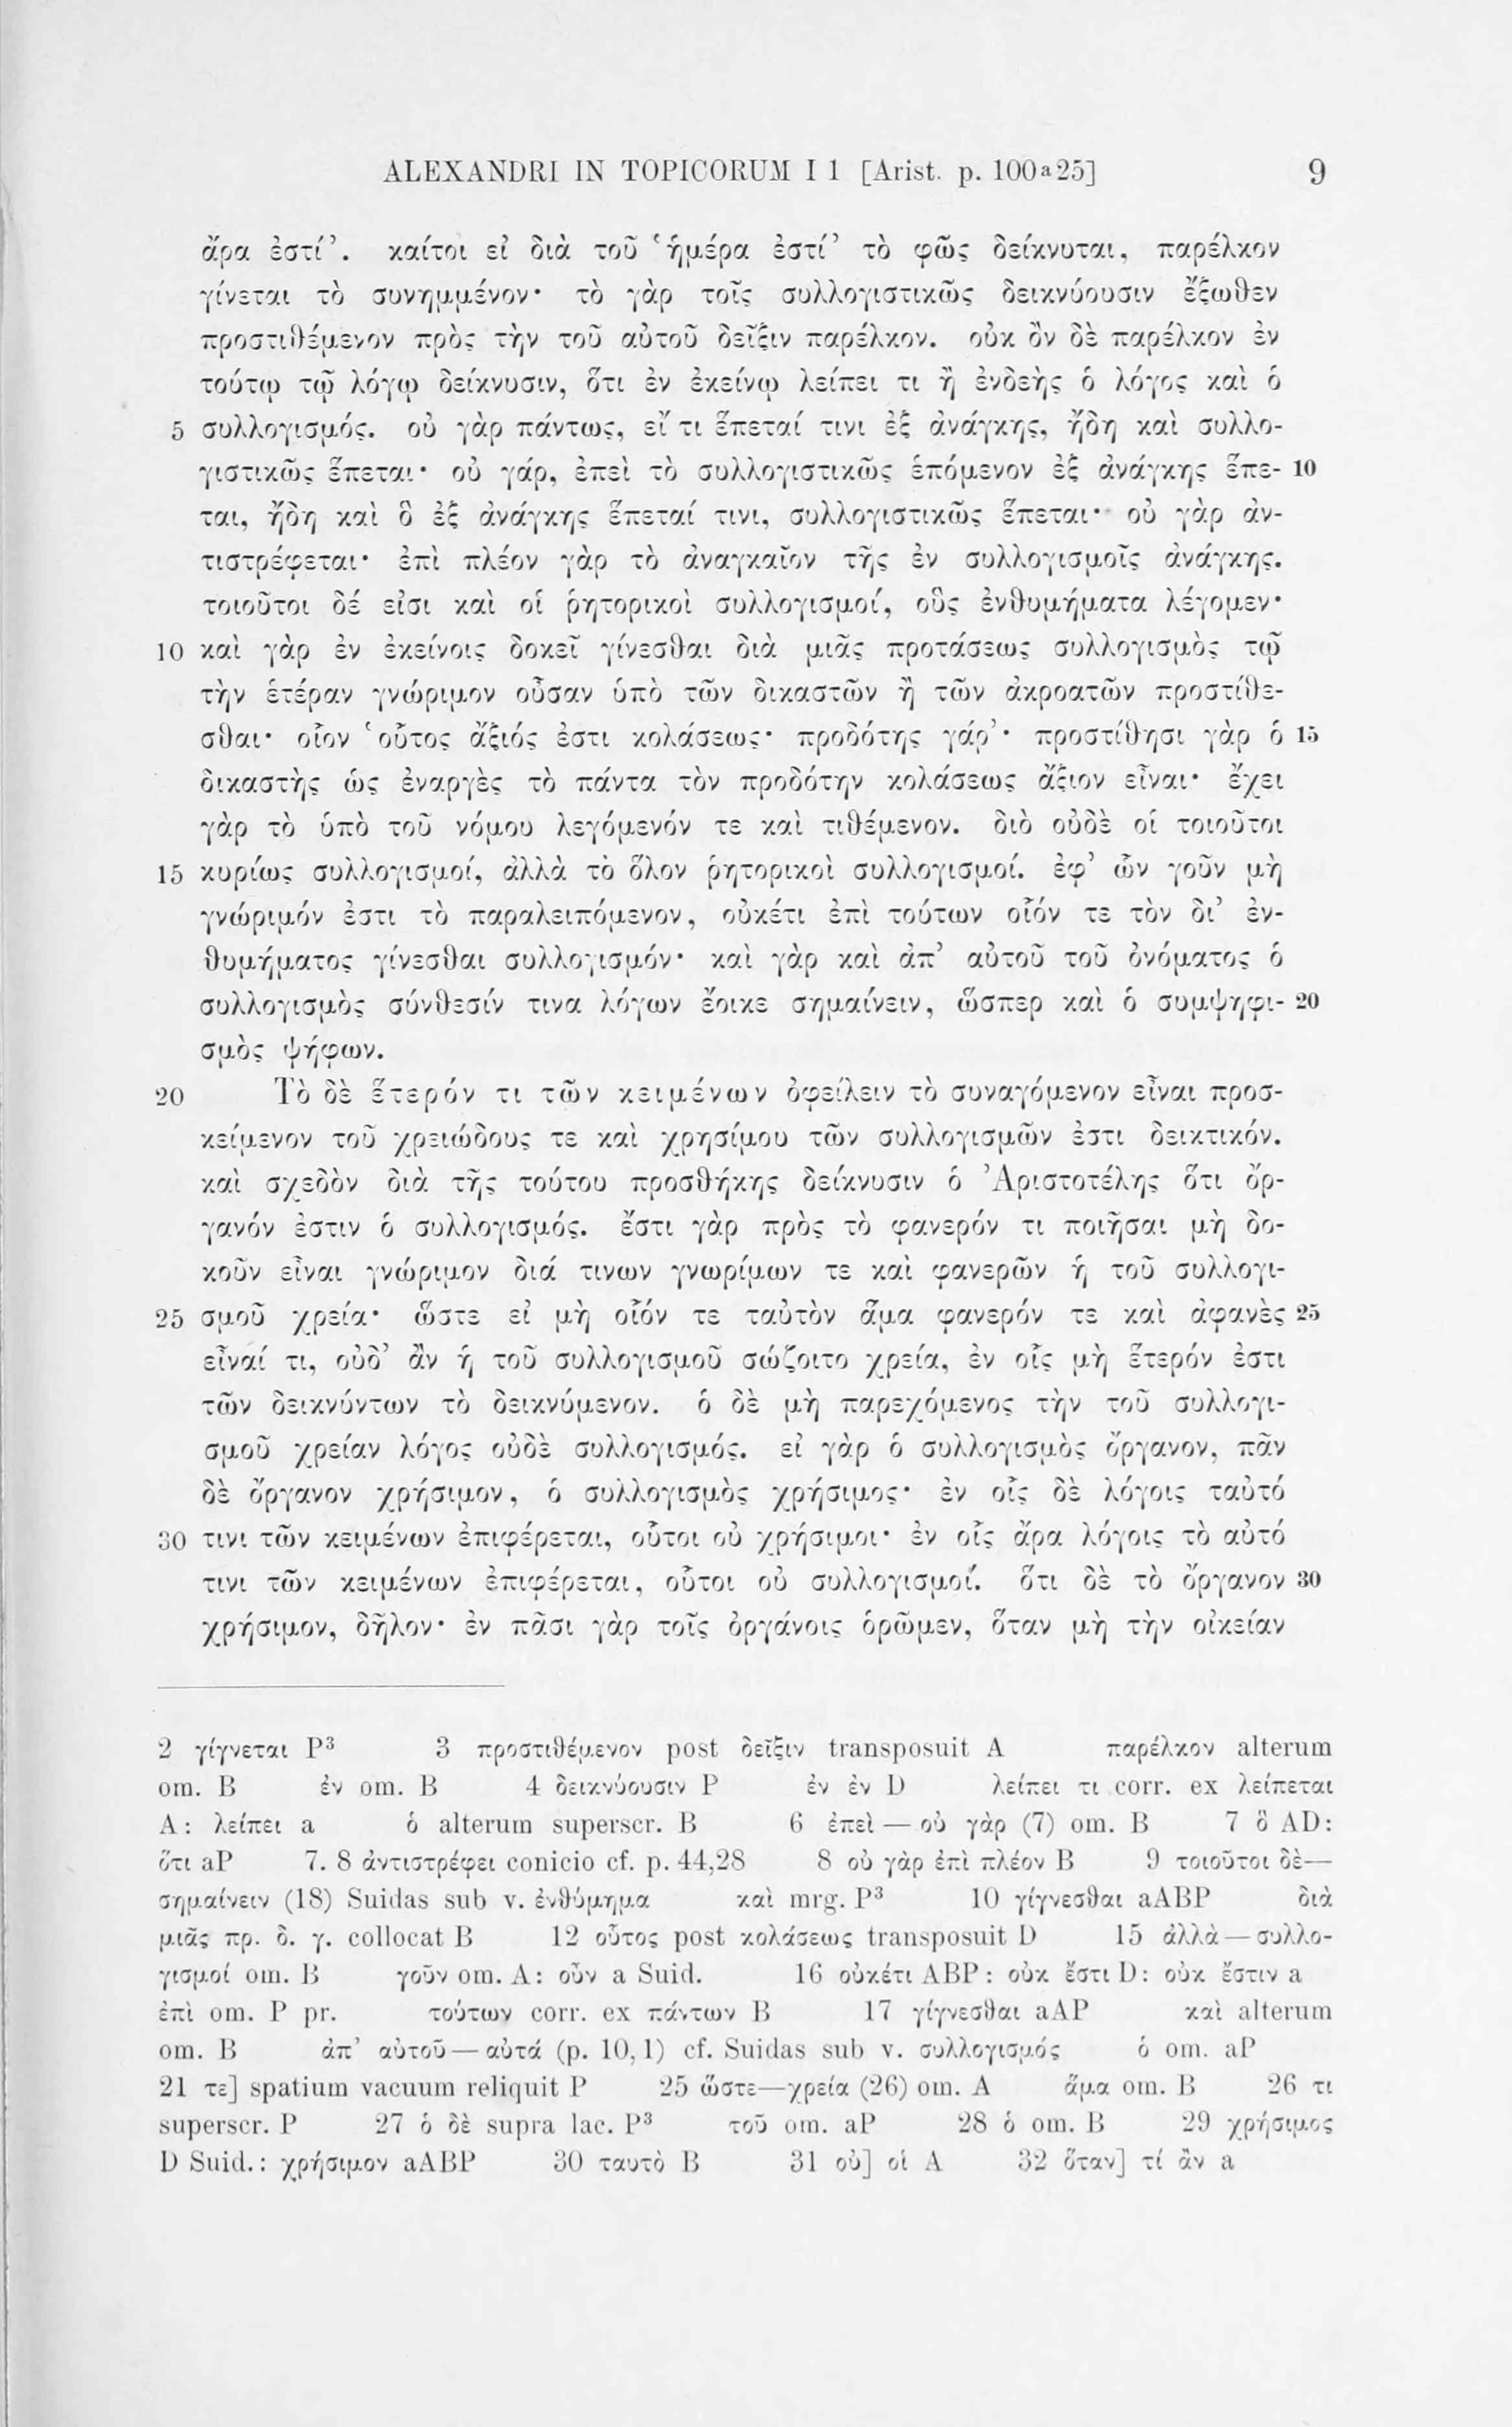 ALEXANDRI IN TOPICORUM I 1 [Arist. p. 100ᵃ25] 9
ἄρα ἐστί’. καίτοι εἰ διὰ τοῦ ‘ἡμέρα ἐστί’ τὸ φῶς δείκνυται, παρέλκον
γίνεται τὸ συνημμένον· τὸ γὰρ τοῖς συλλογιστικῶς δεικνύουσιν ἔξωθεν
προστιθέμενον πρὸς τὴν τοῦ αὐτοῦ δεῖξιν παρέλκον. οὐκ ὂν δὲ παρέλκον ἐν
τούτῳ τῷ λόγῳ δείκνυσιν, ὅτι ἐν ἐκείνῳ λείπει τι ἢ ἐνδεὴς ὁ λόγος καὶ ὁ
5 συλλογισμός. οὐ γὰρ πάντως, εἴ τι ἕπεταί τινι ἐξ ἀνάγκης, ἤδη καὶ συλλο-
γιστικῶς ἕπεται· οὐ γάρ, ἐπεὶ τὸ συλλογιστικῶς ἑπόμενον ἐξ ἀνάγκης ἕπε- 10
ται, ἤδη καὶ ὃ ἐξ ἀνάγκης ἕπεταί τινι, συλλογιστικῶς ἕπεται· οὐ γὰρ ἀν-
τιστρέφεται· ἐπὶ πλέον γὰρ τὸ ἀναγκαῖον τῆς ἐν συλλογισμοῖς ἀνάγκης.
τοιοῦτοι δέ εἰσι καὶ οἱ ῥητορικοὶ συλλογισμοί, οὓς ἐνθυμήματα λέγομεν·
10 καὶ γὰρ ἐν ἐκείνοις δοκεῖ γίνεσθαι διὰ μιᾶς προτάσεως συλλογισμὸς τῷ
τὴν ἑτέραν γνώριμον οὖσαν ὑπὸ τῶν δικαστῶν ἢ τῶν ἀκροατῶν προστίθε-
σθαι· οἷον ‘οὗτος ἄξιός ἐστι κολάσεως· προδότης γάρ’· προστίθησι γὰρ ὁ 15
δικαστὴς ὡς ἐναργὲς τὸ πάντα τὸν προδότην κολάσεως ἄξιον εἶναι· ἔχει
γὰρ τὸ ὑπὸ τοῦ νόμου λεγόμενόν τε καὶ τιθέμενον. διὸ οὐδὲ οἱ τοιοῦτοι
15 κυρίως συλλογισμοί, ἀλλὰ τὸ ὅλον ῥητορικοὶ συλλογισμοί. ἐφ’ ὧν γοῦν μὴ
γνώριμόν ἐστι τὸ παραλειπόμενον, οὐκέτι ἐπὶ τούτων οἷόν τε τὸν δι’ ἐν-
θυμήματος γίνεσθαι συλλογισμόν· καὶ γὰρ καὶ ἀπ’ αὐτοῦ τοῦ ὀνόματος ὁ
συλλογισμὸς σύνθεσίν τινα λόγων ἔοικε σημαίνειν, ὥσπερ καὶ ὁ συμψηφι- 20
σμὸς ψήφων.
20 Τὸ δὲ ἕτερόν τι τῶν κειμένων ὀφείλειν τὸ συναγόμενον εἶναι προσ-
κείμενον τοῦ χρειώδους τε καὶ χρησίμου τῶν συλλογισμῶν ἐστι δεικτικόν.
καὶ σχεδὸν διὰ τῆς τούτου προσθήκης δείκνυσιν ὁ Ἀριστοτέλης ὅτι ὄρ-
γανόν ἐστιν ὁ συλλογισμός. ἔστι γὰρ πρὸς τὸ φανερόν τι ποιῆσαι μὴ δο-
κοῦν εἶναι γνώριμον διά τινων γνωρίμων τε καὶ φανερῶν ἡ τοῦ συλλογι-
25 σμοῦ χρεία· ὥστε εἰ μὴ οἷόν τε ταὐτὸν ἅμα φανερόν τε καὶ ἀφανὲς 25
εἶναί τι, οὐδ’ ἂν ἡ τοῦ συλλογισμοῦ σώζοιτο χρεία, ἐν οἷς μὴ ἕτερόν ἐστι
τῶν δεικνύντων τὸ δεικνύμενον. ὁ δὲ μὴ παρεχόμενος τὴν τοῦ συλλογι-
σμοῦ χρείαν λόγος οὐδὲ συλλογισμός. εἰ γὰρ ὁ συλλογισμὸς ὄργανον, πᾶν
δὲ ὄργανον χρήσιμον, ὁ συλλογισμὸς χρήσιμος· ἐν οἷς δὲ λόγοις ταὐτό
30 τινι τῶν κειμένων ἐπιφέρεται, οὗτοι οὐ χρήσιμοι· ἐν οἷς ἄρα λόγοις τὸ αὐτό
τινι τῶν κειμένων ἐπιφέρεται, οὗτοι οὐ συλλογισμοί. ὅτι δὲ τὸ ὄργανον 30
χρήσιμον, δῆλον· ἐν πᾶσι γὰρ τοῖς ὀργάνοις ὁρῶμεν, ὅταν μὴ τὴν οἰκείαν
2 γίγνεται P³ 3 προστιθέμενον post δεῖξιν transposuit A παρέλκον alterum
om. B ἐν om. B 4 δεικνύουσιν P ἐν ἐν D λείπει τι corr. ex λείπεται
A: λείπει a ὁ alterum superscr. B 6 ἐπεὶ — οὐ γὰρ (7) om. B 7 ὃ AD:
ὅτι aP 7. 8 ἀντιστρέφει conicio cf. p. 44,28 8 οὐ γὰρ ἐπὶ πλέον B 9 τοιοῦτοι δὲ—
σημαίνειν (18) Suidas sub v. ἐνθύμημα καὶ mrg. P³ 10 γίγνεσθαι aABP διὰ
μιᾶς πρ. δ. γ. collocat B 12 οὗτος post κολάσεως transposuit D 15 ἀλλὰ — συλλο-
γισμοί om. B γοῦν om. A: οὖν a Suid. 16 οὐκέτι ABP: οὐκ ἔστι D: οὐκ ἔστιν a
ἐπὶ om. P pr. τούτων corr. ex πάντων B 17 γίγνεσθαι aAP καὶ alterum
om. B ἀπ’ αὐτοῦ — αὐτά (p. 10,1) cf. Suidas sub v. συλλογισμός ὁ om. aP
21 τε] spatium vacuum reliquit P 25 ὥστε—χρεία (26) om. A ἅμα om. B 26 τι
superscr. P 27 ὁ δὲ supra lac. P³ τοῦ om. aP 28 ὁ om. B 29 χρήσιμος
D Suid.: χρήσιμον aABP 30 ταυτὸ B 31 οὐ] οἱ A 32 ὅταν] τί ἂν a